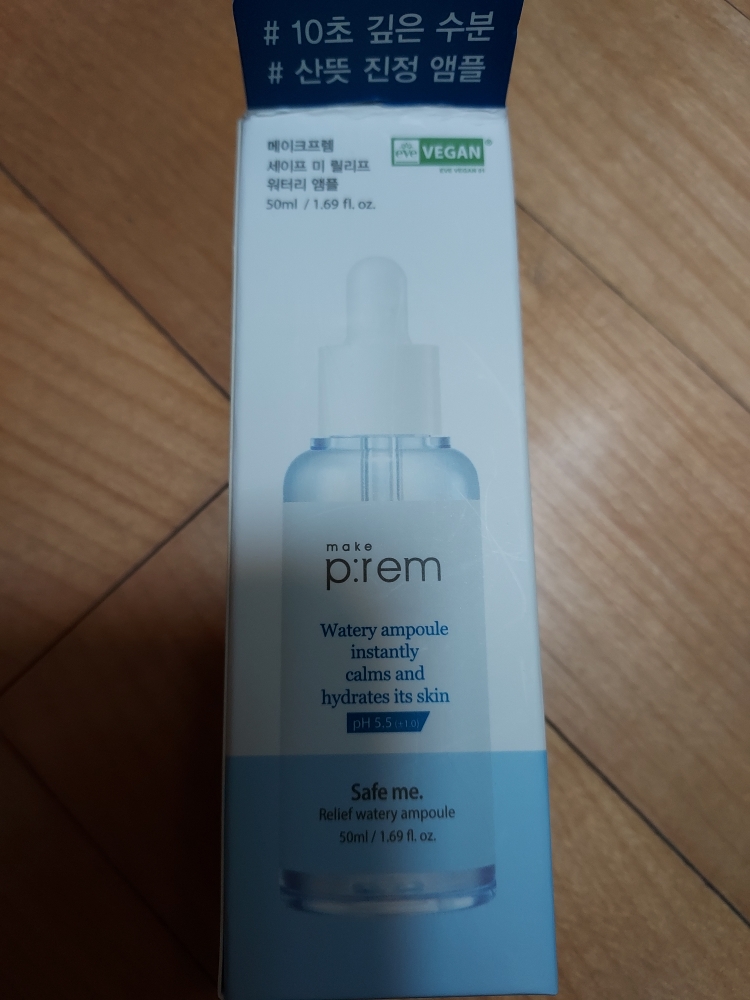 # 10초 깊은 수분
# 산뜻 진정 앰플
메이크프렘
세이프 미 릴리프
워터리 앰플
50ml / 1.69 fl. oz.
eve VEGAN®
make
p:rem
Watery ampoule
instantly
calms and
hydrates its skin
pH 5.5 (±1.0)
Safe me.
Relief watery ampoule
50ml / 1.69 fl. oz.